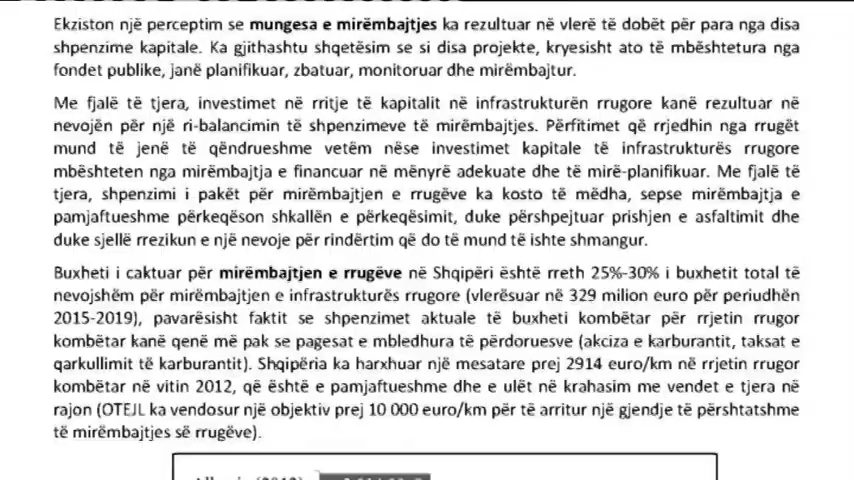 Ekziston një perceptim se mungesa e mirëmbajtjes ka rezultuar në vlerë të dobët për para nga disa
shpenzime kapitale. Ka gjithashtu shqetësim se si disa projekte, kryesisht ato të mbështetura nga
fondet publike, janë planifikuar, zbatuar, monitoruar dhe mirëmbajtur.
Me fjalë të tjera, investimet në rritje të kapitalit në infrastrukturën rrugore kanë rezultuar në
nevojën për një ri-balancimin të shpenzimeve të mirëmbajtjes. Përfitimet që rrjedhin nga rrugët
mund të jenë të qëndrueshme vetëm nëse investimet kapitale të infrastrukturës rrugore
mbështeten nga mirëmbajtja e financuar në mënyrë adekuate dhe të mirë-planifikuar. Me fjalë të
tjera, shpenzimi i pakët për mirëmbajtjen e rrugëve ka kosto të mëdha, sepse mirëmbajtja e
pamjaftueshme përkeqëson shkallën e përkeqësimit, duke përshpejtuar prishjen e asfaltimit dhe
duke sjellë rrezikun e një nevoje për rindërtim që do të mund të ishte shmangur.
Buxheti i caktuar për mirëmbajtjen e rrugëve në Shqipëri është rreth 25%-30% i buxhetit total të
nevojshëm për mirëmbajtjen e infrastrukturës rrugore (vlerësuar në 329 milion euro për periudhën
2015-2019), pavarësisht faktit se shpenzimet aktuale të buxheti kombëtar për rrjetin rrugor
kombëtar kanë qenë më pak se pagesat e mbledhura të përdoruesve (akciza e karburantit, taksat e
qarkullimit të karburantit). Shqipëria ka harxhuar një mesatare prej 2914 euro/km në rrjetin rrugor
kombëtar në vitin 2012, që është e pamjaftueshme dhe e ulët në krahasim me vendet e tjera në
rajon (OTEJL ka vendosur një objektiv prej 10 000 euro/km për të arritur një gjendje të përshtatshme
të mirëmbajtjes së rrugëve).